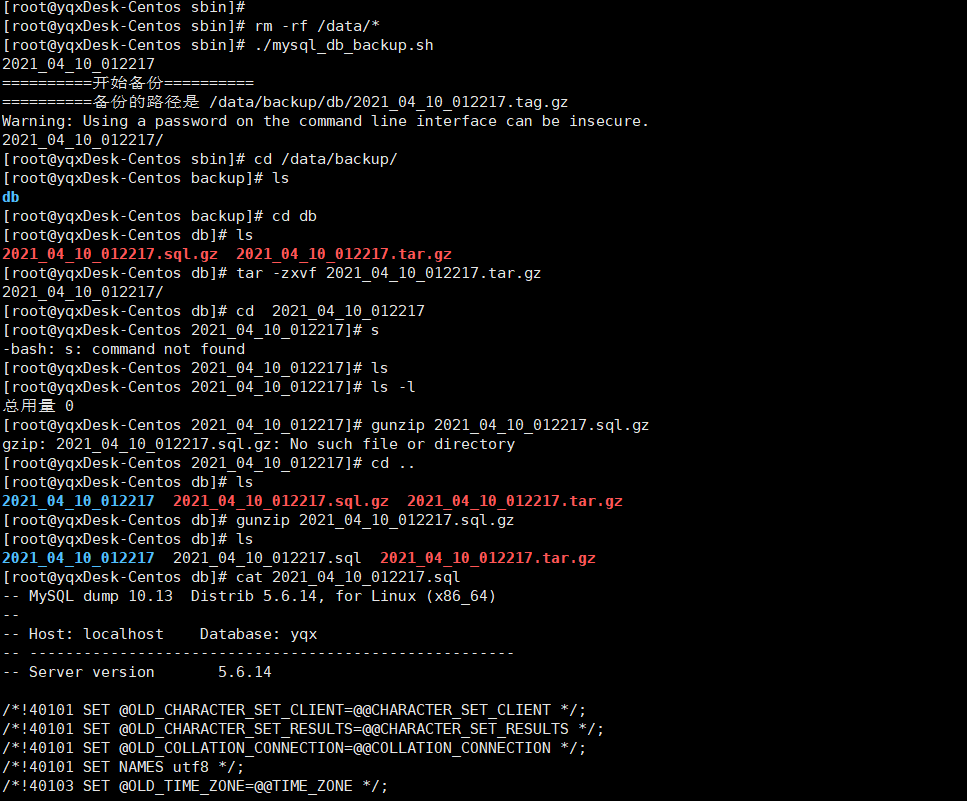 [root@yqxDesk-Centos sbin]#
[root@yqxDesk-Centos sbin]# rm -rf /data/*
[root@yqxDesk-Centos sbin]# ./mysql_db_backup.sh
2021_04_10_012217
==========开始备份==========
==========备份的路径是 /data/backup/db/2021_04_10_012217.tag.gz
Warning: Using a password on the command line interface can be insecure.
2021_04_10_012217/
[root@yqxDesk-Centos sbin]# cd /data/backup/
[root@yqxDesk-Centos backup]# ls
db
[root@yqxDesk-Centos backup]# cd db
[root@yqxDesk-Centos db]# ls
2021_04_10_012217.sql.gz  2021_04_10_012217.tar.gz
[root@yqxDesk-Centos db]# tar -zxvf 2021_04_10_012217.tar.gz
2021_04_10_012217/
[root@yqxDesk-Centos db]# cd  2021_04_10_012217
[root@yqxDesk-Centos 2021_04_10_012217]# s
-bash: s: command not found
[root@yqxDesk-Centos 2021_04_10_012217]# ls
[root@yqxDesk-Centos 2021_04_10_012217]# ls -l
总用量 0
[root@yqxDesk-Centos 2021_04_10_012217]# gunzip 2021_04_10_012217.sql.gz
gzip: 2021_04_10_012217.sql.gz: No such file or directory
[root@yqxDesk-Centos 2021_04_10_012217]# cd ..
[root@yqxDesk-Centos db]# ls
2021_04_10_012217  2021_04_10_012217.sql.gz  2021_04_10_012217.tar.gz
[root@yqxDesk-Centos db]# gunzip 2021_04_10_012217.sql.gz
[root@yqxDesk-Centos db]# ls
2021_04_10_012217  2021_04_10_012217.sql  2021_04_10_012217.tar.gz
[root@yqxDesk-Centos db]# cat 2021_04_10_012217.sql
-- MySQL dump 10.13  Distrib 5.6.14, for Linux (x86_64)
--
-- Host: localhost    Database: yqx
-- ------------------------------------------------------
-- Server version       5.6.14

/*!40101 SET @OLD_CHARACTER_SET_CLIENT=@@CHARACTER_SET_CLIENT */;
/*!40101 SET @OLD_CHARACTER_SET_RESULTS=@@CHARACTER_SET_RESULTS */;
/*!40101 SET @OLD_COLLATION_CONNECTION=@@COLLATION_CONNECTION */;
/*!40101 SET NAMES utf8 */;
/*!40103 SET @OLD_TIME_ZONE=@@TIME_ZONE */;